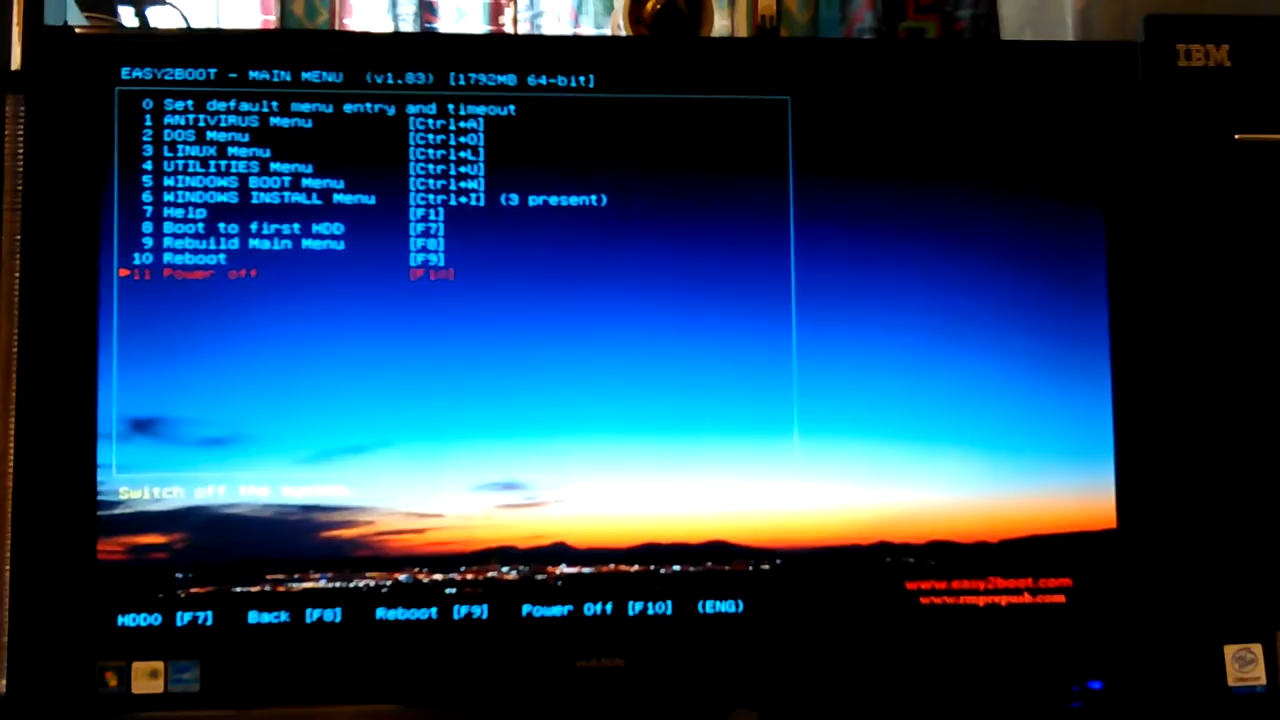 IBM
EASY2BOOT - MAIN MENU (v1.83) [1792MB 64-bit]
0 Set default menu entry and timeout
1 ANTIVIRUS Menu [Ctrl+A]
2 DOS Menu [Ctrl+O]
3 LINUX Menu [Ctrl+L]
4 UTILITIES Menu [Ctrl+U]
5 WINDOWS BOOT Menu [Ctrl+W]
6 WINDOWS INSTALL Menu [Ctrl+I] (3 present)
7 Help [F1]
8 Boot to first HDD [F7]
9 Rebuild Main Menu [F8]
10 Reboot [F9]
11 Power off [F10]
Switch off the system.
www.easy2boot.com
www.rmprepusb.com
HDD0 [F7] Back [F8] Reboot [F9] Power Off [F10] (ENG)